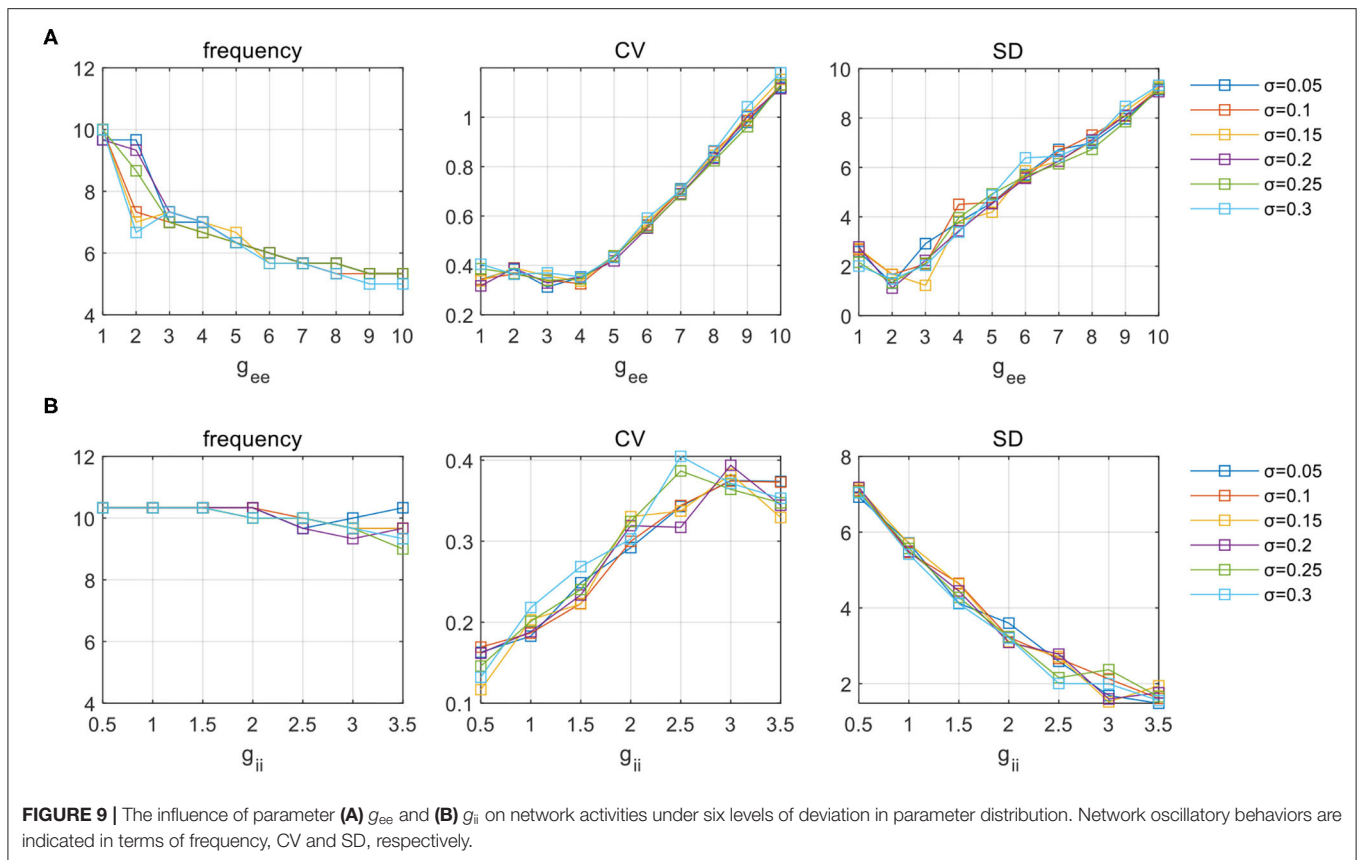 A
frequency
CV
SD
12
10
8
6
4
1
0.8
0.6
0.4
0.2
10
8
6
4
2
0
1 2 3 4 5 6 7 8 9 10
1 2 3 4 5 6 7 8 9 10
1 2 3 4 5 6 7 8 9 10
gee
gee
gee
σ=0.05
σ=0.1
σ=0.15
σ=0.2
σ=0.25
σ=0.3
B
frequency
CV
SD
12
10
8
6
4
0.4
0.3
0.2
0.1
8
6
4
2
0.5 1 1.5 2 2.5 3 3.5
0.5 1 1.5 2 2.5 3 3.5
0.5 1 1.5 2 2.5 3 3.5
gii
gii
gii
σ=0.05
σ=0.1
σ=0.15
σ=0.2
σ=0.25
σ=0.3
FIGURE 9 | The influence of parameter (A) gee and (B) gii on network activities under six levels of deviation in parameter distribution. Network oscillatory behaviors are
indicated in terms of frequency, CV and SD, respectively.